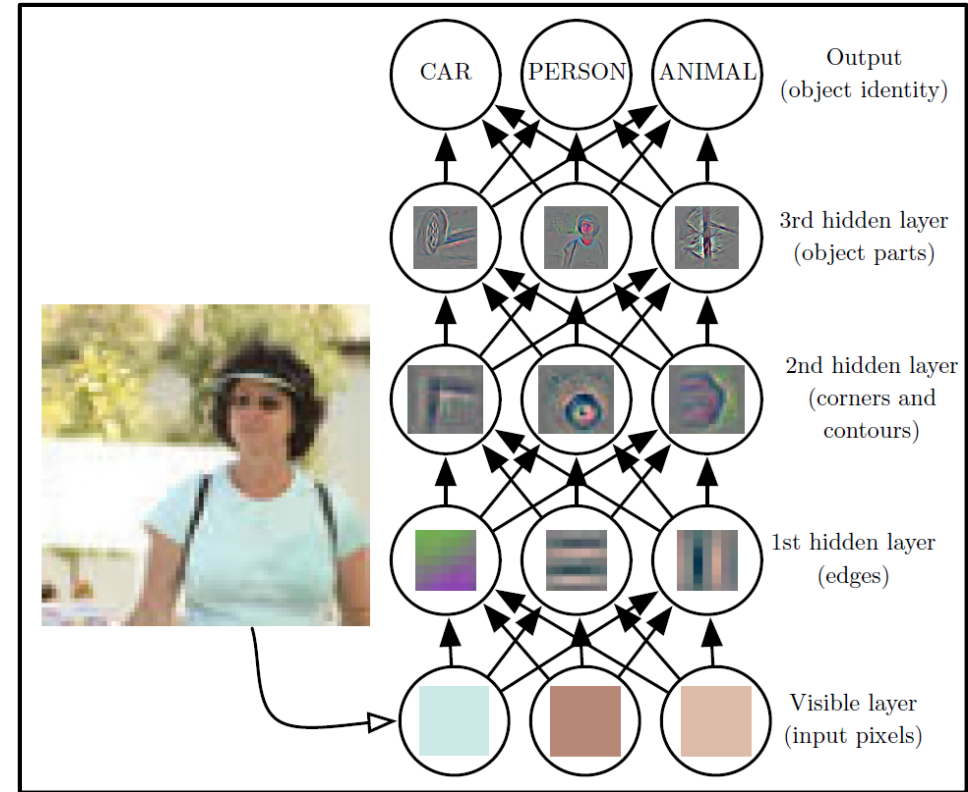 CAR
PERSON
ANIMAL
Output
(object identity)
3rd hidden layer
(object parts)
2nd hidden layer
(corners and
contours)
1st hidden layer
(edges)
Visible layer
(input pixels)